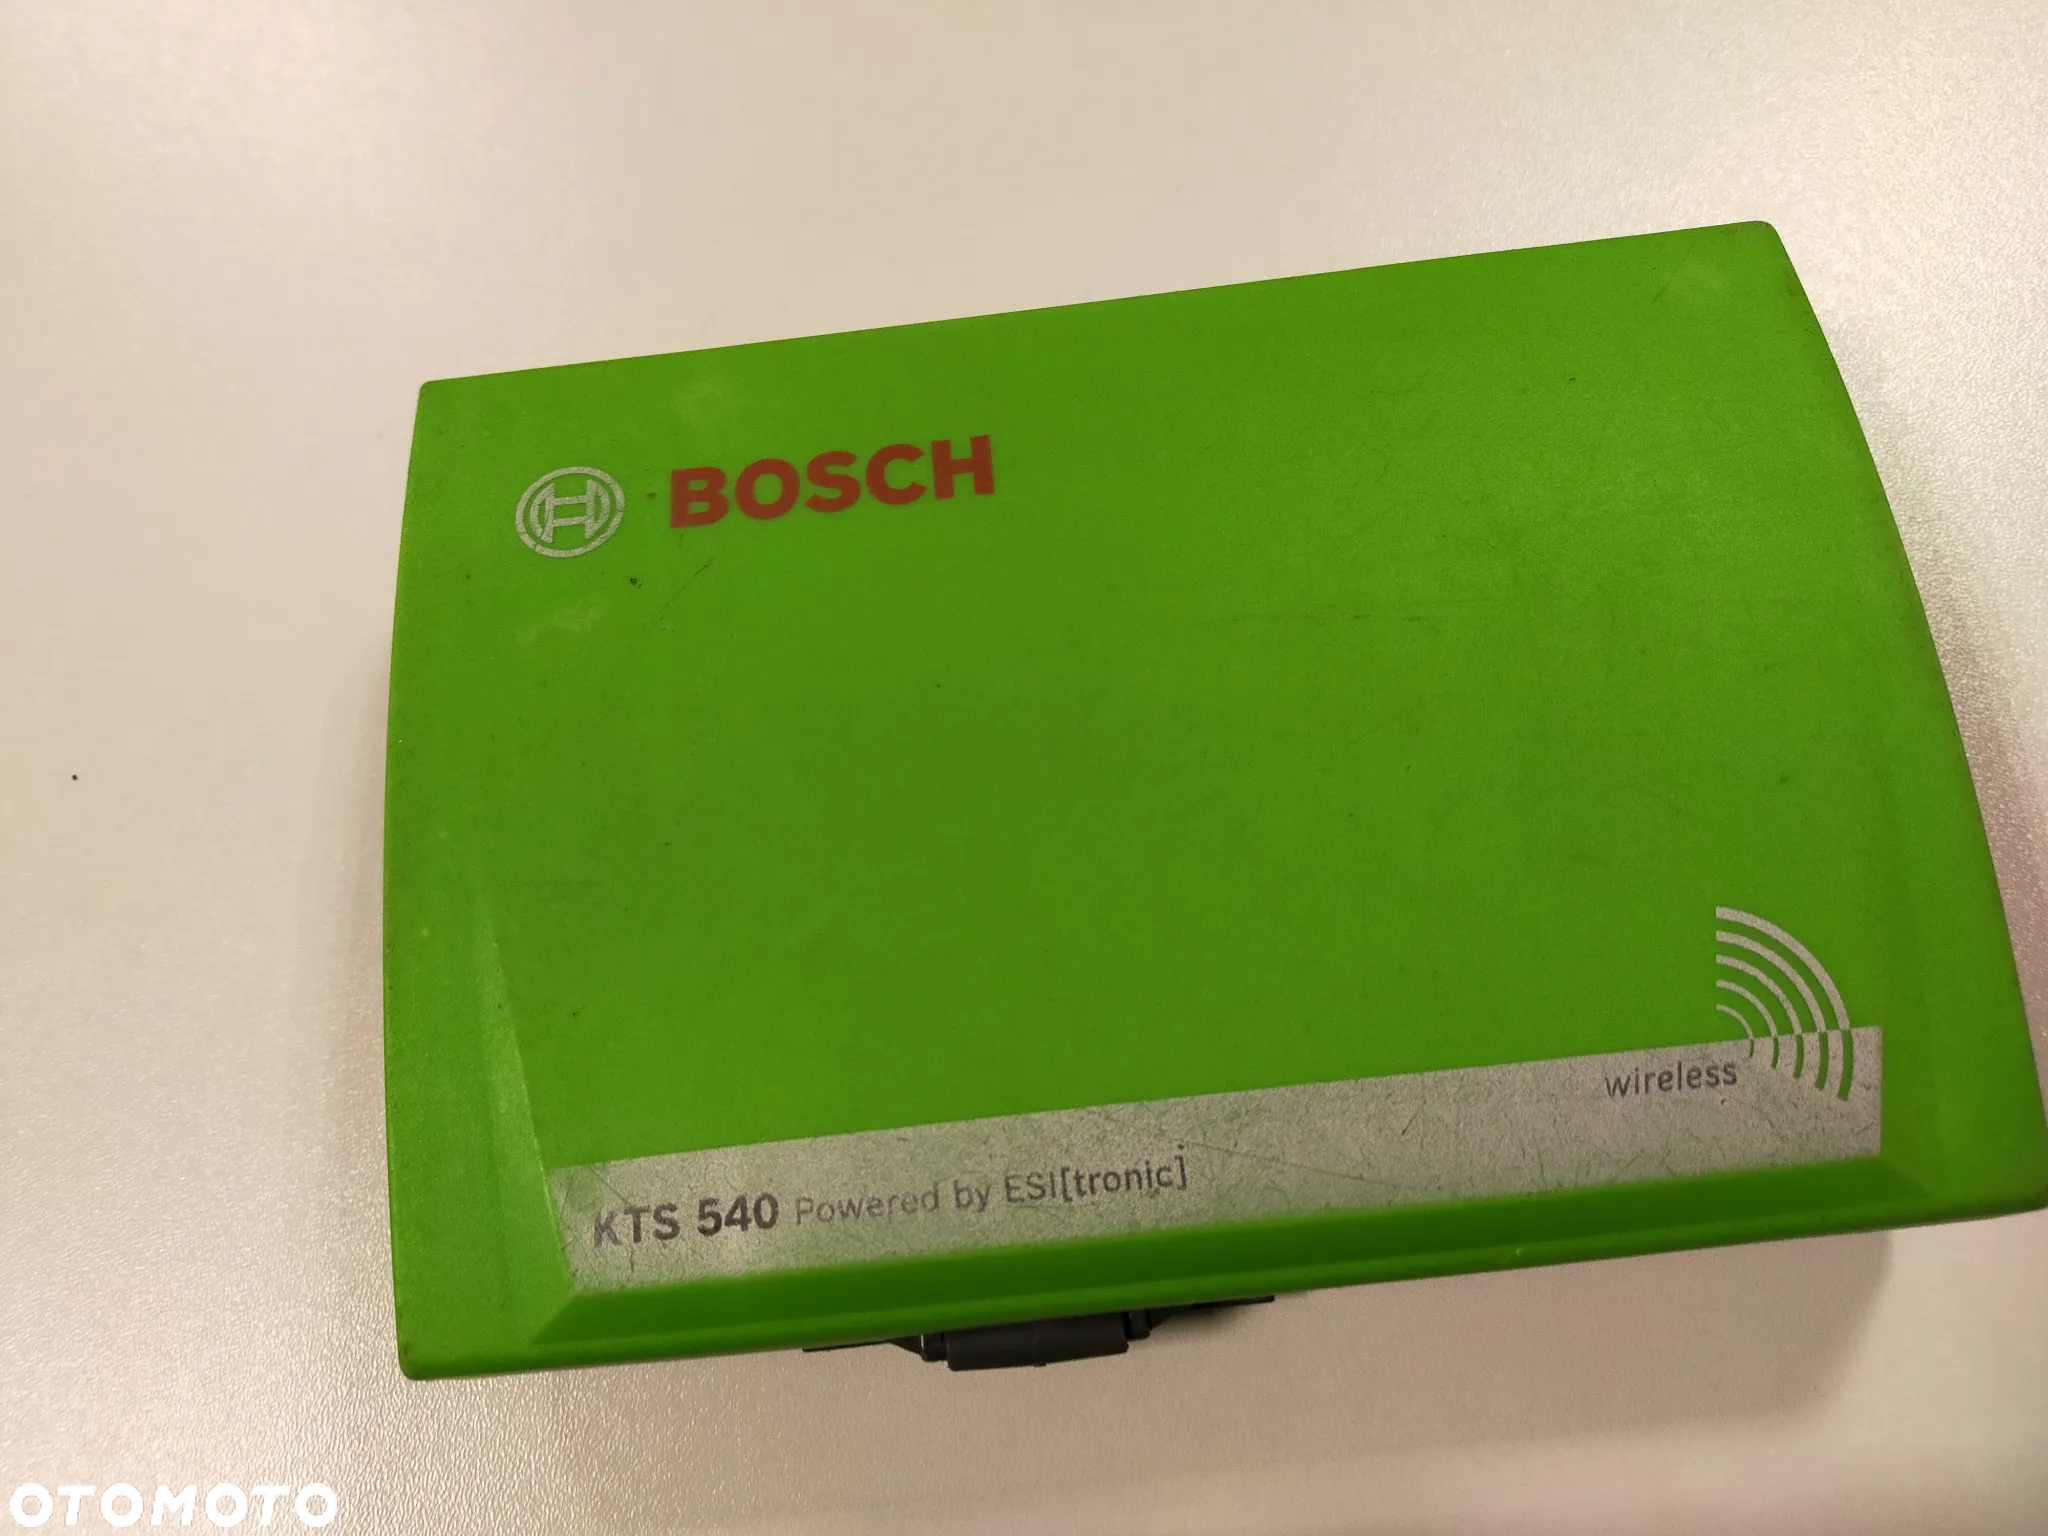 BOSCH
wireless
KTS 540 Powered by ESI[tronic]
OTOMOTO